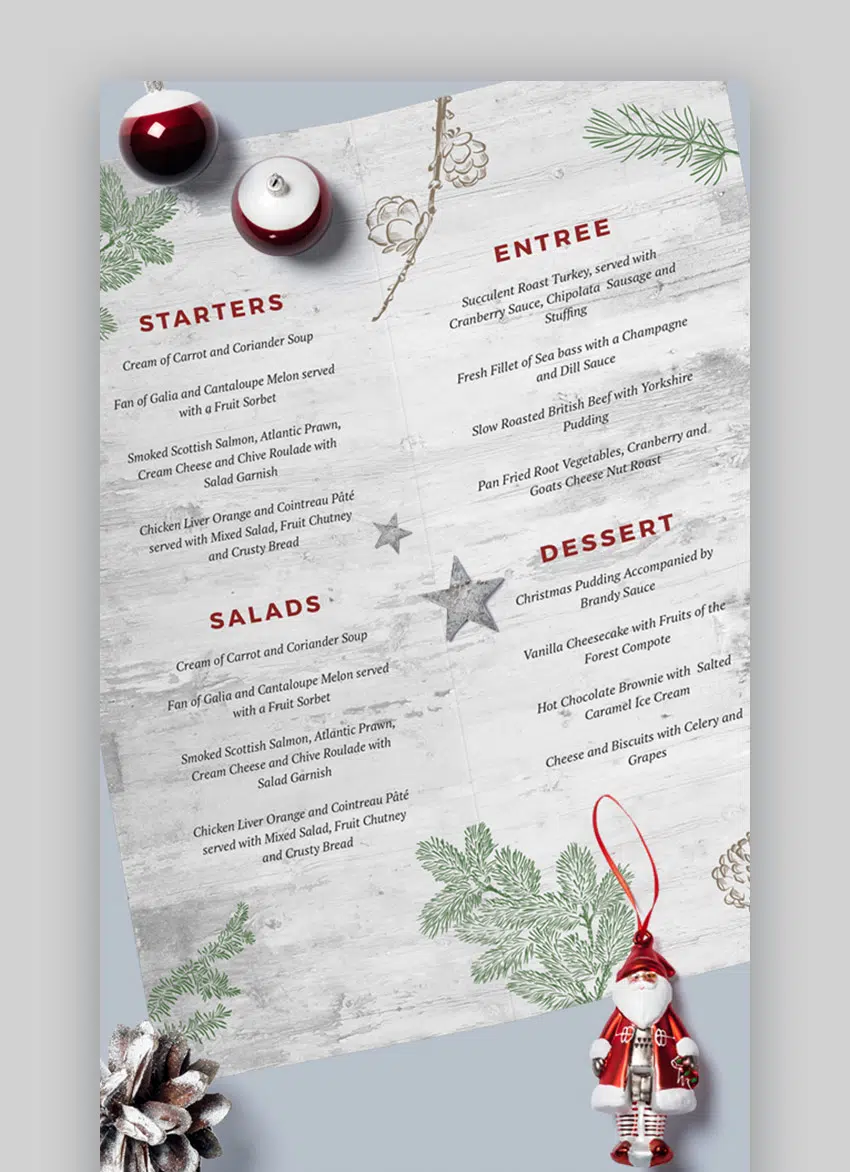 STARTERS
Cream of Carrot and Coriander Soup
Fan of Galia and Cantaloupe Melon served
with a Fruit Sorbet
Smoked Scottish Salmon, Atlantic Prawn,
Cream Cheese and Chive Roulade with
Salad Garnish
Chicken Liver Orange and Cointreau Pâté
served with Mixed Salad, Fruit Chutney
and Crusty Bread
SALADS
Cream of Carrot and Coriander Soup
Fan of Galia and Cantaloupe Melon served
with a Fruit Sorbet
Smoked Scottish Salmon, Atlantic Prawn,
Cream Cheese and Chive Roulade with
Salad Garnish
Chicken Liver Orange and Cointreau Pâté
served with Mixed Salad, Fruit Chutney
and Crusty Bread
ENTREE
Succulent Roast Turkey, served with
Cranberry Sauce, Chipolata Sausage and
Stuffing
Fresh Fillet of Sea bass with a Champagne
and Dill Sauce
Slow Roasted British Beef with Yorkshire
Pudding
Pan Fried Root Vegetables, Cranberry and
Goats Cheese Nut Roast
DESSERT
Christmas Pudding Accompanied by
Brandy Sauce
Vanilla Cheesecake with Fruits of the
Forest Compote
Hot Chocolate Brownie with Salted
Caramel Ice Cream
Cheese and Biscuits with Celery and
Grapes